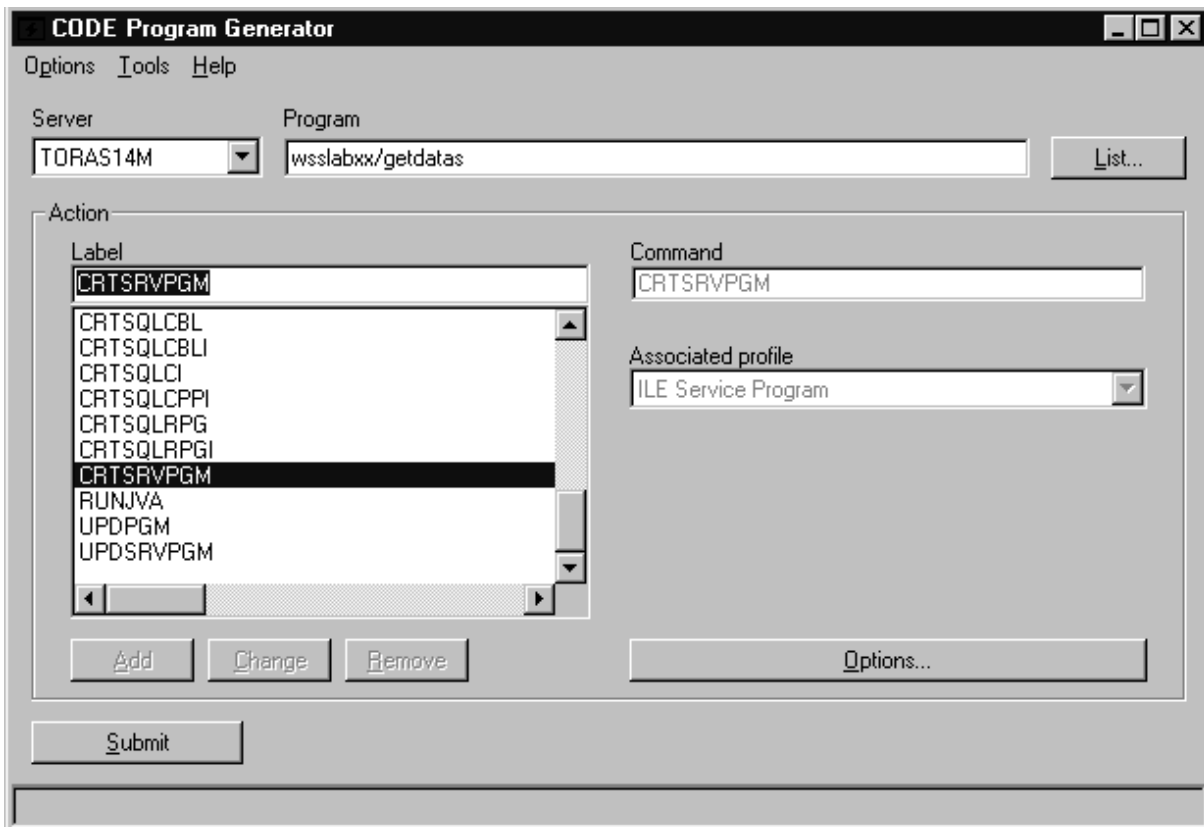 CODE Program Generator
Options Tools Help
Server Program
TORAS14M wsslabxx/getdatas List...
Action
Label Command
CRTSRVPGM CRTSRVPGM
CRTSQLCBL
CRTSQLCBLI
CRTSQLCI
CRTSQLCPPI
CRTSQLRPG
CRTSQLRPGI
CRTSRVPGM
RUNJVA
UPDPGM
UPDSRVPGM
Associated profile
ILE Service Program
Add Change Remove Options...
Submit